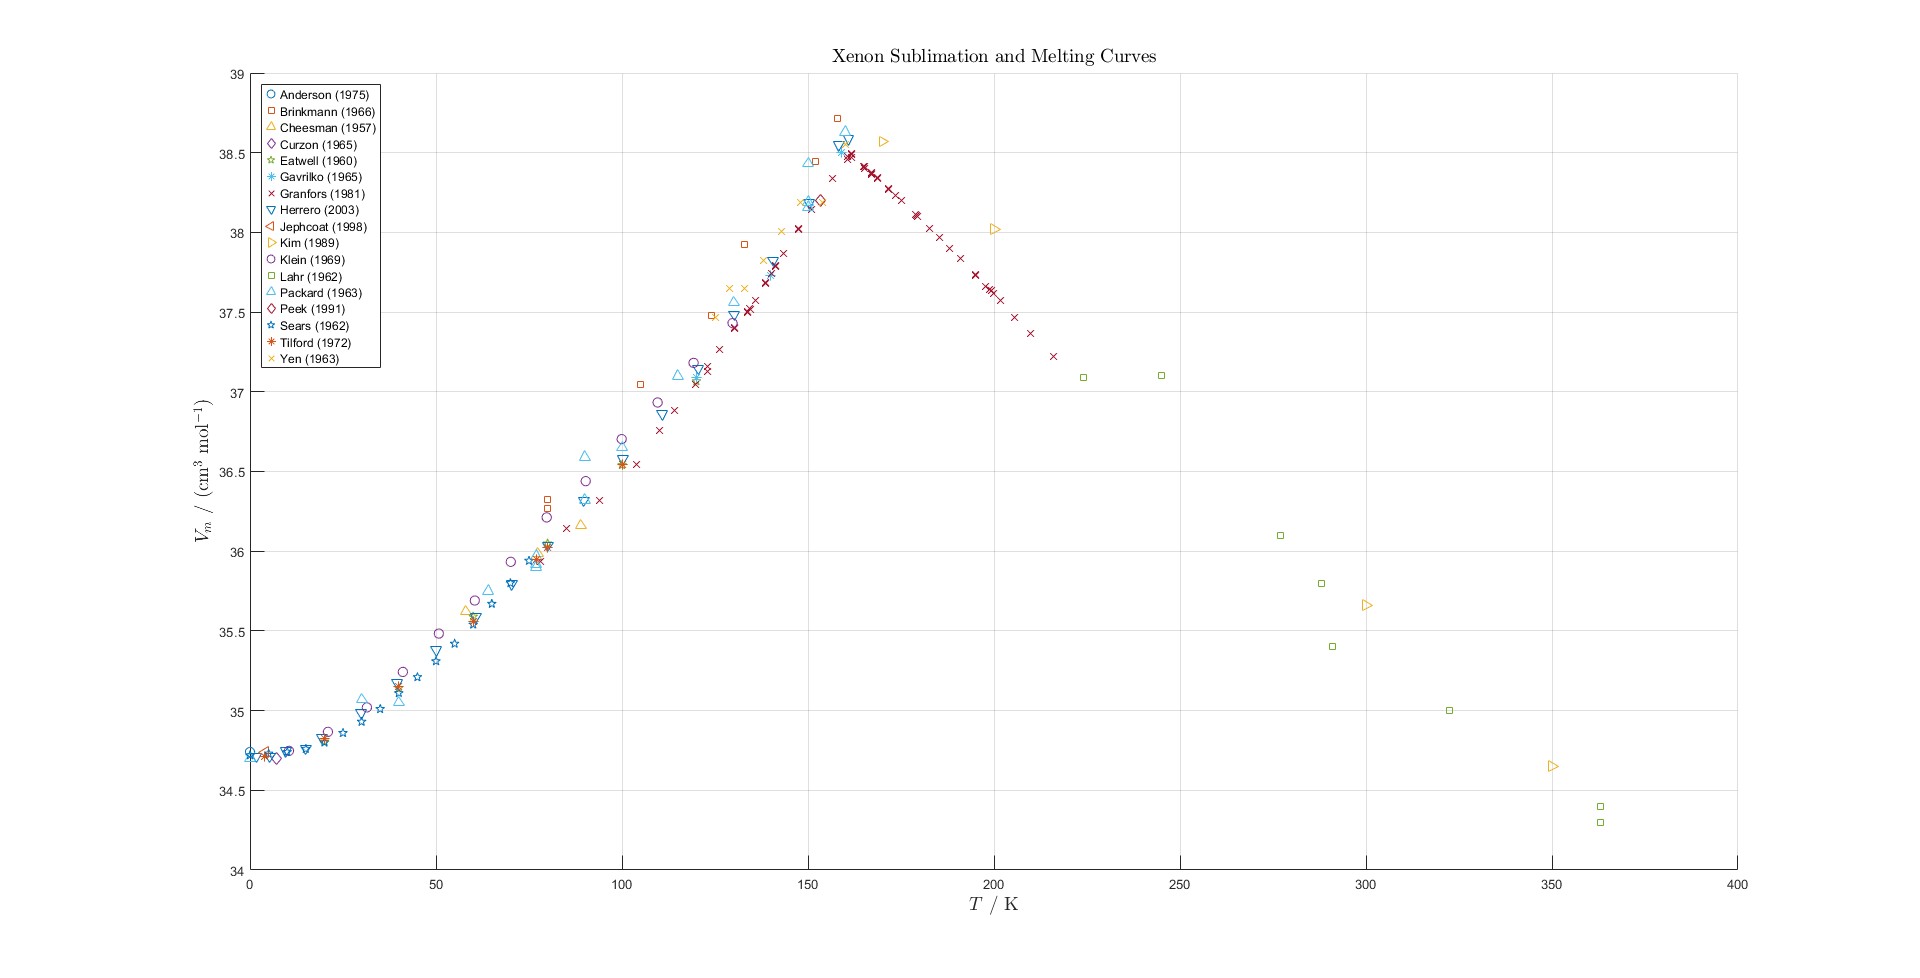 Xenon Sublimation and Melting Curves
39
38.5
38
37.5
37
36.5
36
35.5
35
34.5
34
Anderson (1975)
Brinkmann (1966)
Cheesman (1957)
Curzon (1965)
Eatwell (1960)
Gavrilko (1965)
Granfors (1981)
Herrero (2003)
Jephcoat (1998)
Kim (1989)
Klein (1969)
Lahr (1962)
Packard (1963)
Peek (1991)
Sears (1962)
Tilford (1972)
Yen (1963)
Vₘ / (cm³ mol⁻¹)
0 50 100 150 200 250 300 350 400
T / K